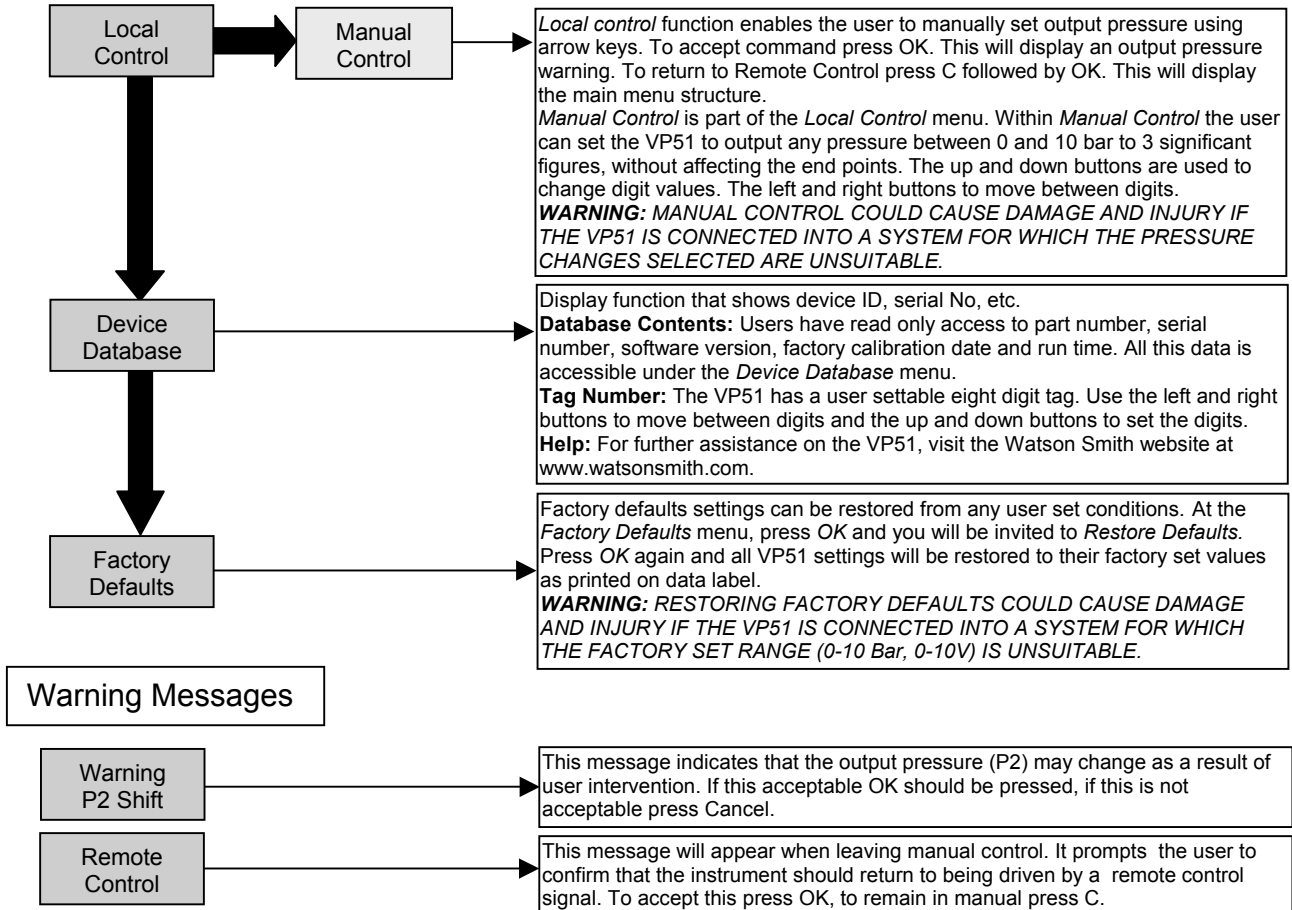 Local
Control
Manual
Control
Local control function enables the user to manually set output pressure using
arrow keys. To accept command press OK. This will display an output pressure
warning. To return to Remote Control press C followed by OK. This will display
the main menu structure.
Manual Control is part of the Local Control menu. Within Manual Control the user
can set the VP51 to output any pressure between 0 and 10 bar to 3 significant
figures, without affecting the end points. The up and down buttons are used to
change digit values. The left and right buttons to move between digits.
WARNING: MANUAL CONTROL COULD CAUSE DAMAGE AND INJURY IF
THE VP51 IS CONNECTED INTO A SYSTEM FOR WHICH THE PRESSURE
CHANGES SELECTED ARE UNSUITABLE.
Device
Database
Display function that shows device ID, serial No, etc.
Database Contents: Users have read only access to part number, serial
number, software version, factory calibration date and run time. All this data is
accessible under the Device Database menu.
Tag Number: The VP51 has a user settable eight digit tag. Use the left and right
buttons to move between digits and the up and down buttons to set the digits.
Help: For further assistance on the VP51, visit the Watson Smith website at
www.watsonsmith.com.
Factory
Defaults
Factory defaults settings can be restored from any user set conditions. At the
Factory Defaults menu, press OK and you will be invited to Restore Defaults.
Press OK again and all VP51 settings will be restored to their factory set values
as printed on data label.
WARNING: RESTORING FACTORY DEFAULTS COULD CAUSE DAMAGE
AND INJURY IF THE VP51 IS CONNECTED INTO A SYSTEM FOR WHICH
THE FACTORY SET RANGE (0-10 Bar, 0-10V) IS UNSUITABLE.
Warning Messages
Warning
P2 Shift
This message indicates that the output pressure (P2) may change as a result of
user intervention. If this acceptable OK should be pressed, if this is not
acceptable press Cancel.
Remote
Control
This message will appear when leaving manual control. It prompts the user to
confirm that the instrument should return to being driven by a remote control
signal. To accept this press OK, to remain in manual press C.